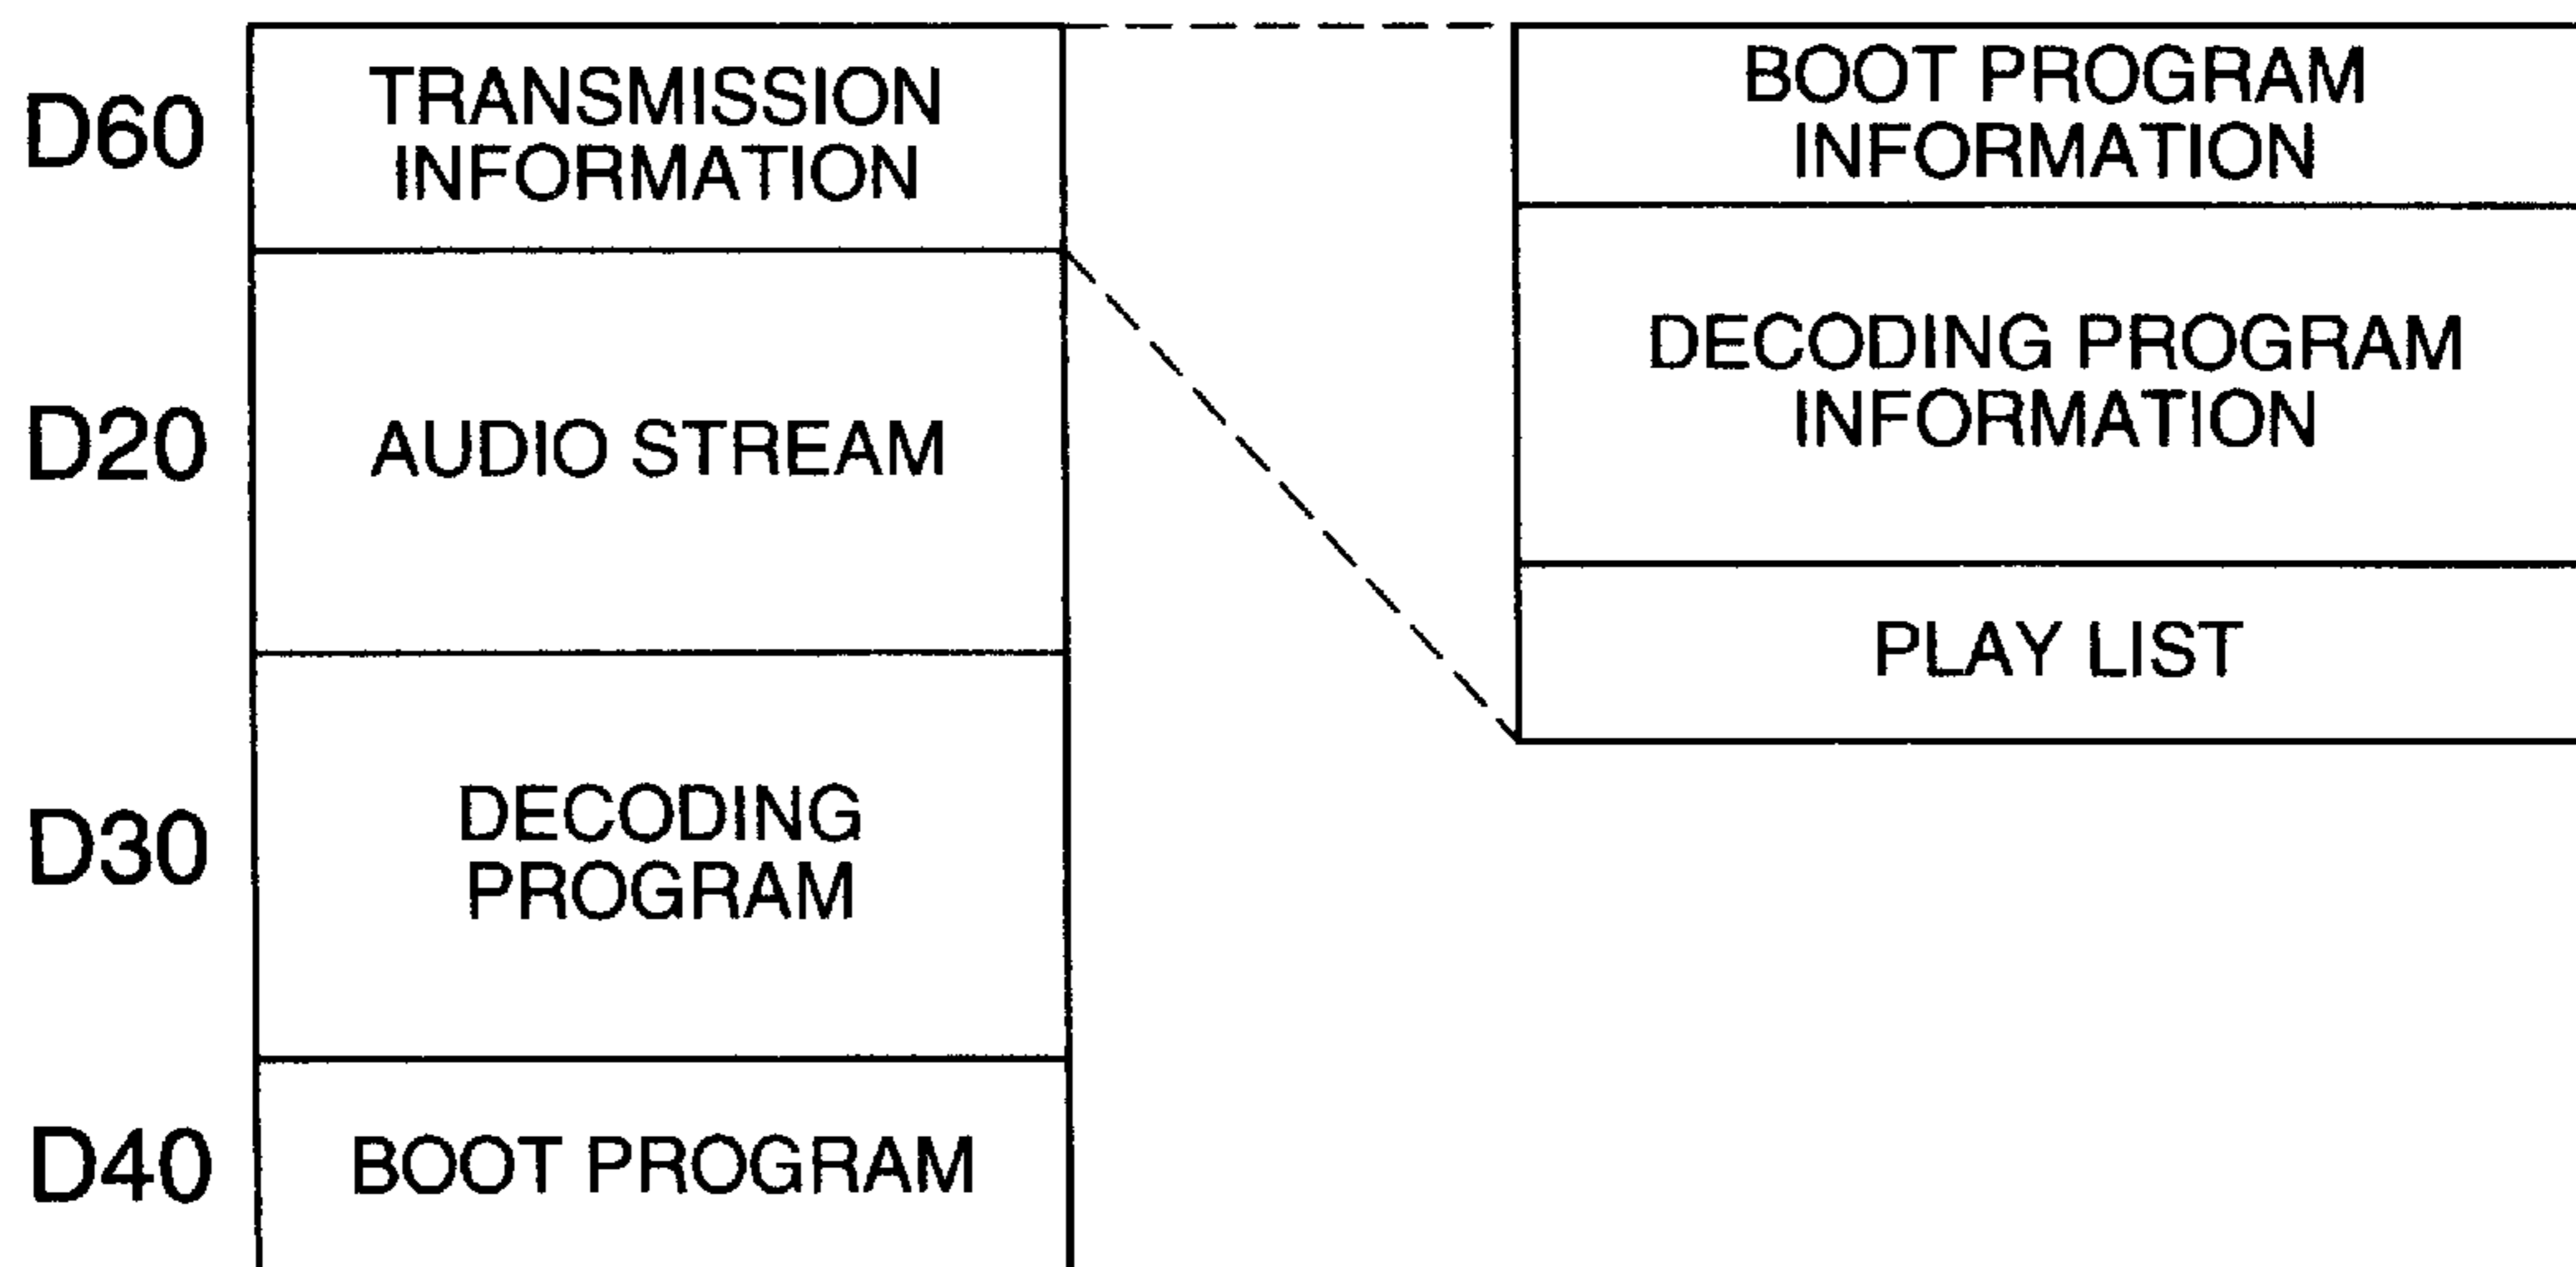 D60
TRANSMISSION
INFORMATION
D20
AUDIO STREAM
D30
DECODING
PROGRAM
D40
BOOT PROGRAM
BOOT PROGRAM
INFORMATION
DECODING PROGRAM
INFORMATION
PLAY LIST